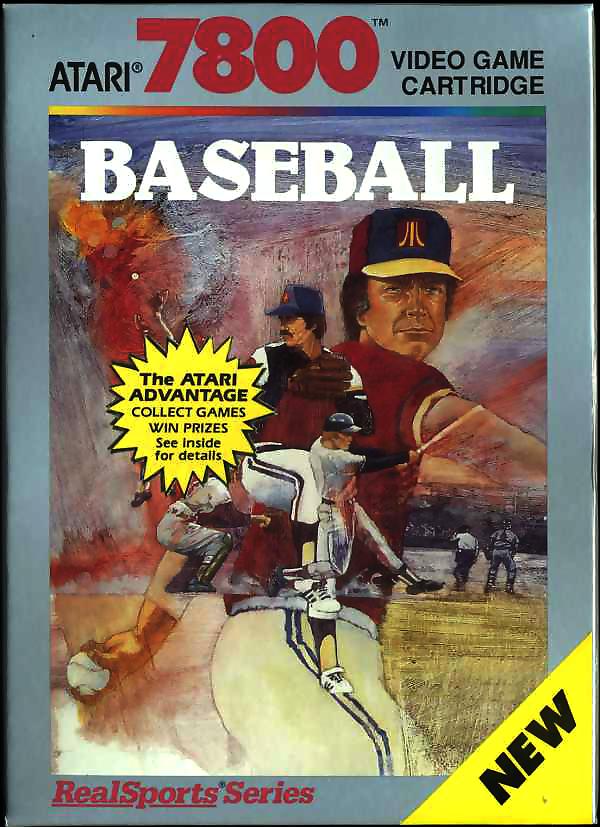 ATARI® 7800™ VIDEO GAME
CARTRIDGE
BASEBALL
The ATARI
ADVANTAGE
COLLECT GAMES
WIN PRIZES
See inside
for details
NEW
RealSports® Series